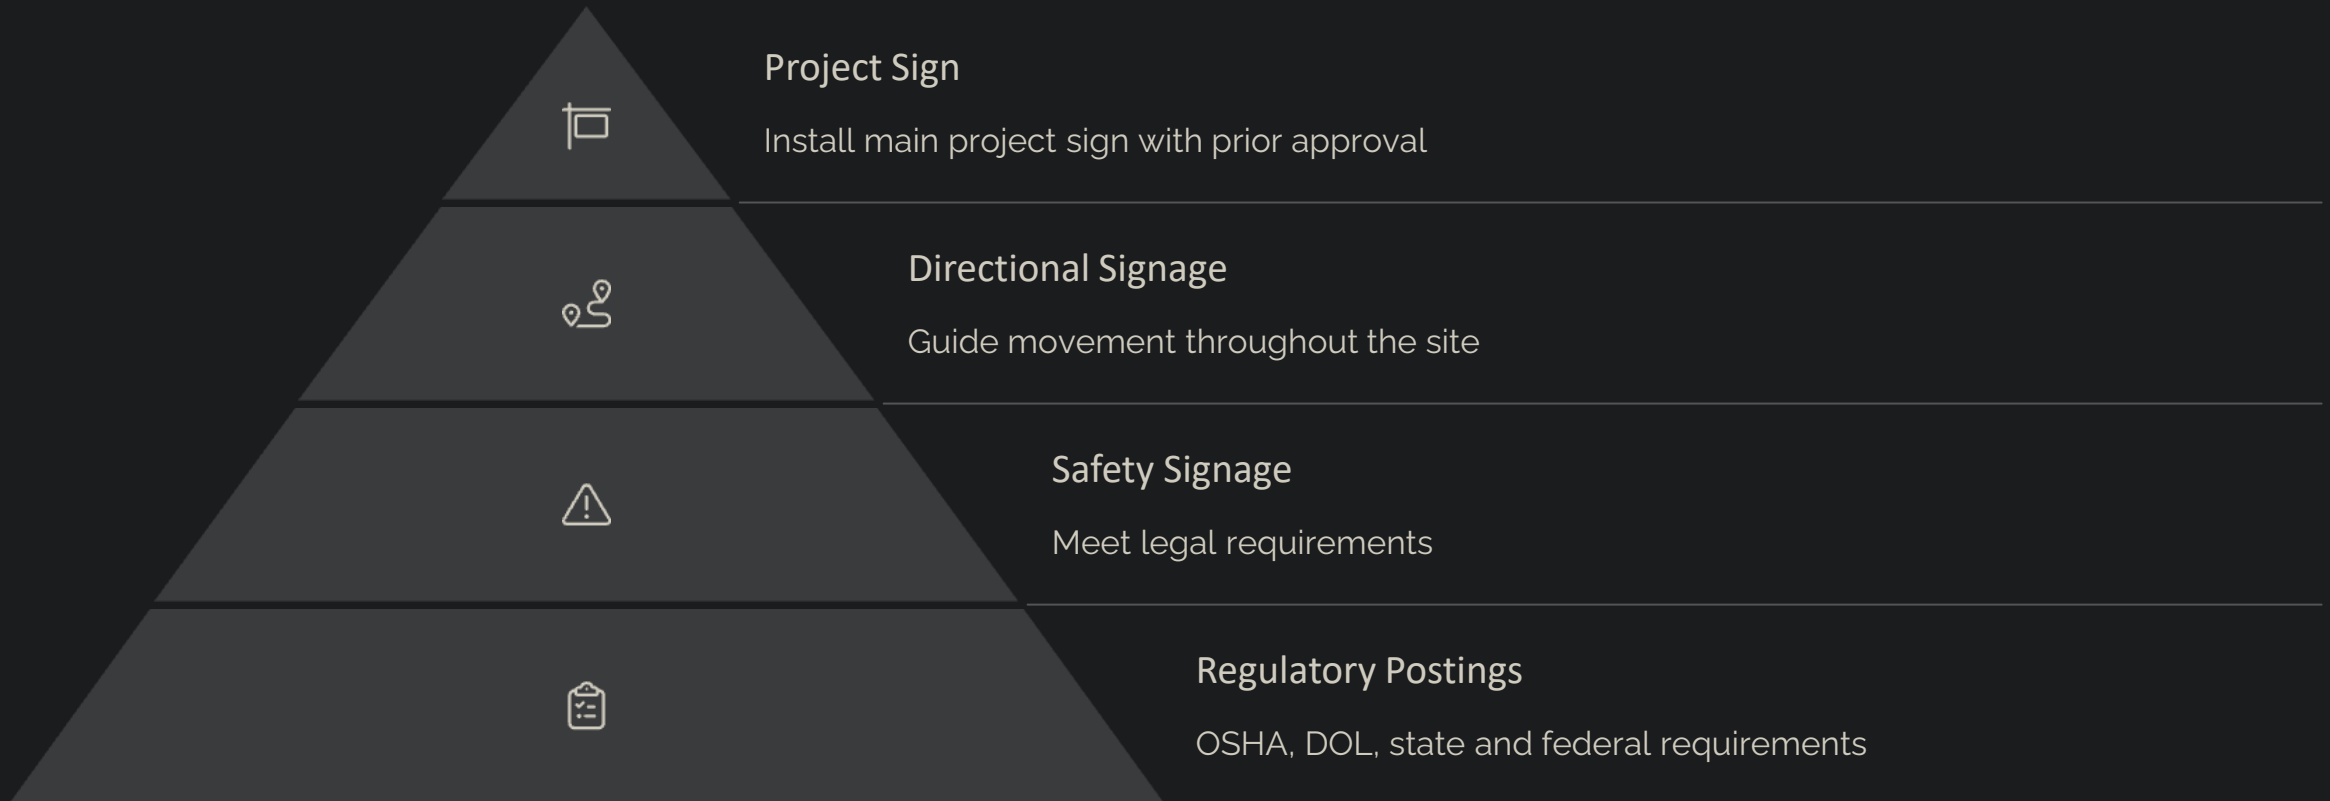 Project Sign
Install main project sign with prior approval
Directional Signage
Guide movement throughout the site
Safety Signage
Meet legal requirements
Regulatory Postings
OSHA, DOL, state and federal requirements